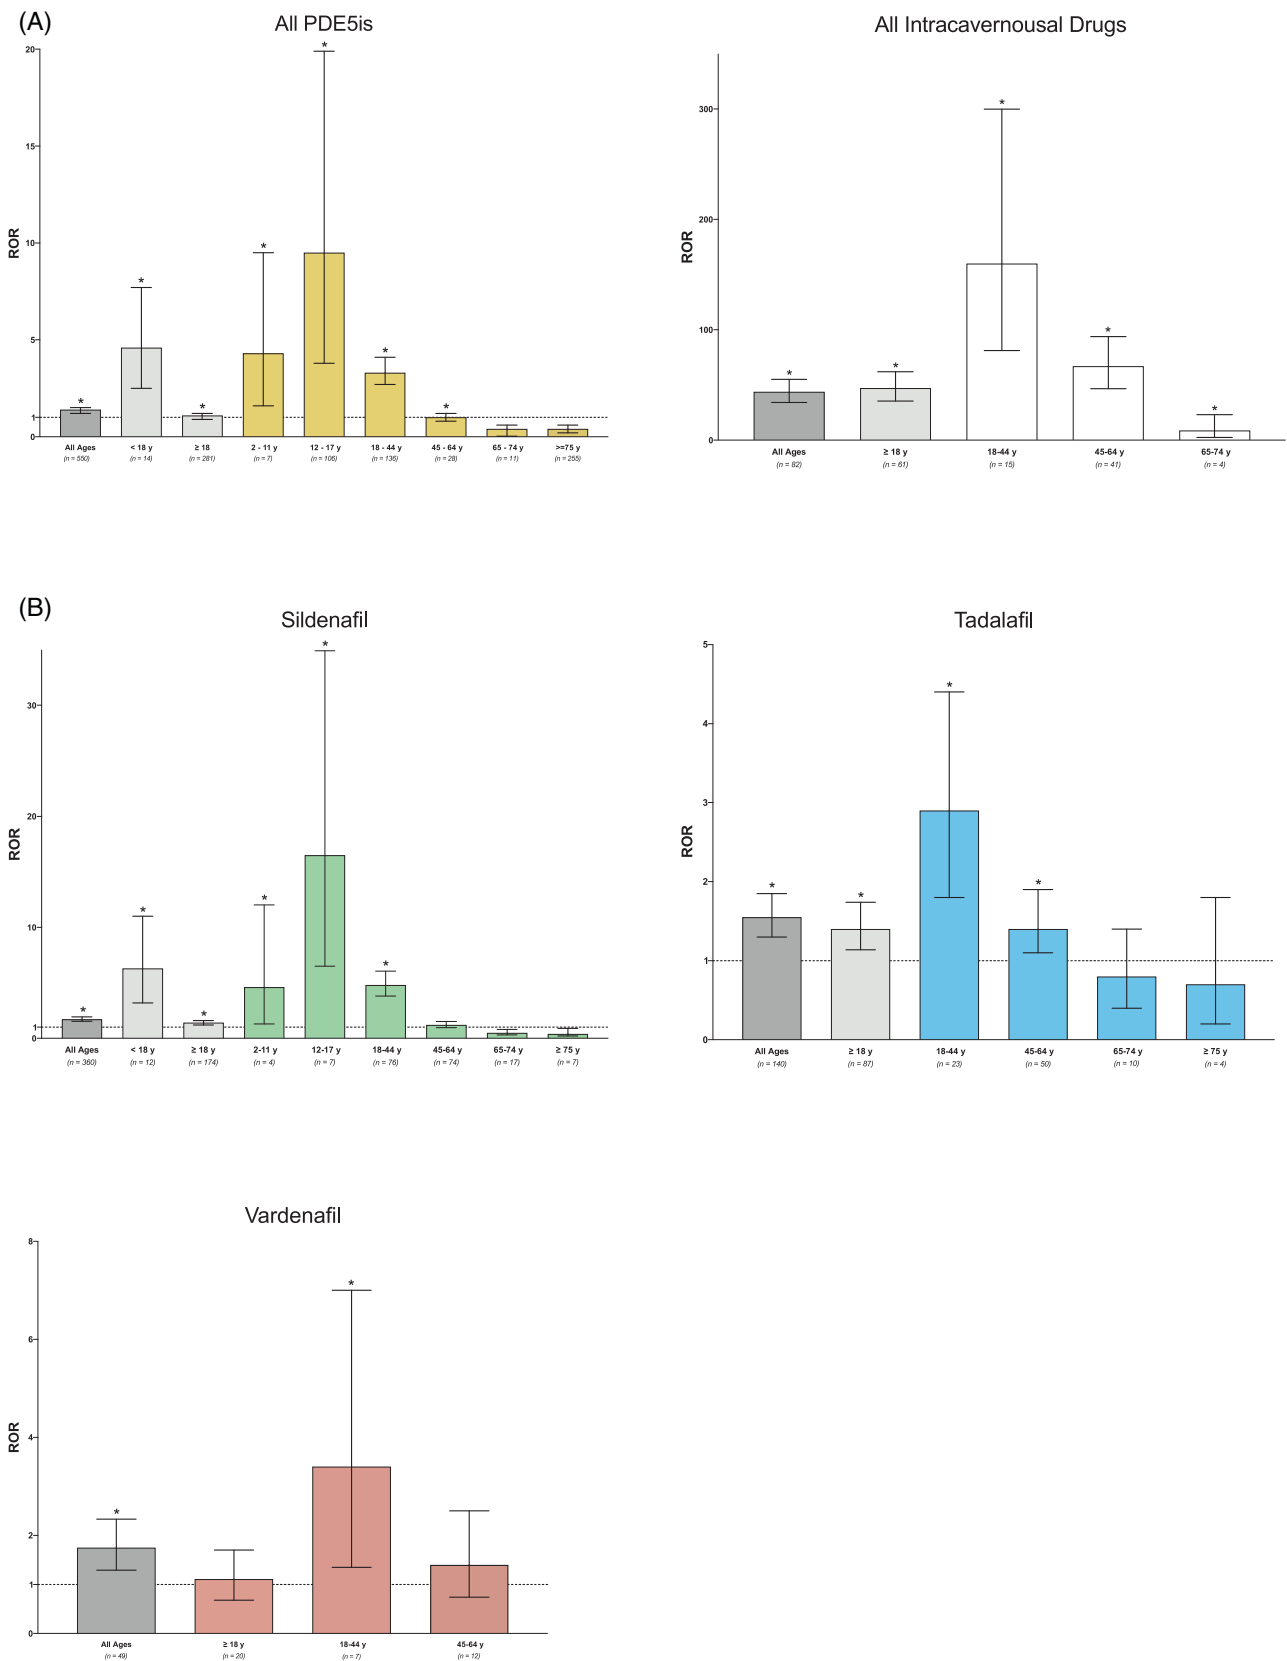 (A)
All PDE5is
ROR
20
15
10
5
1
0
All Ages < 18 y ≥ 18 2 - 11 y 12 - 17 y 18 - 44 y 45 - 64 y 65 - 74 y >=75 y
(n = 550) (n = 14) (n = 281) (n = 7) (n = 106) (n = 136) (n = 28) (n = 11) (n = 255)
* * * * * * *
All Intracavernousal Drugs
ROR
300
200
100
0
* * * * *
All Ages ≥ 18 y 18-44 y 45-64 y 65-74 y
(n = 82) (n = 61) (n = 15) (n = 41) (n = 4)
(B)
Sildenafil
ROR
30
20
10
1
0
* * * * * *
All Ages < 18 y ≥ 18 y 2-11 y 12-17 y 18-44 y 45-64 y 65-74 y ≥ 75 y
(n = 360) (n = 12) (n = 174) (n = 4) (n = 7) (n = 76) (n = 74) (n = 17) (n = 7)
Tadalafil
ROR
5
4
3
2
1
0
* * * *
All Ages ≥ 18 y 18-44 y 45-64 y 65-74 y ≥ 75 y
(n = 140) (n = 87) (n = 23) (n = 50) (n = 10) (n = 4)
Vardenafil
ROR
8
6
4
2
1
0
* *
All Ages ≥ 18 y 18-44 y 45-64 y
(n = 49) (n = 20) (n = 7) (n = 12)